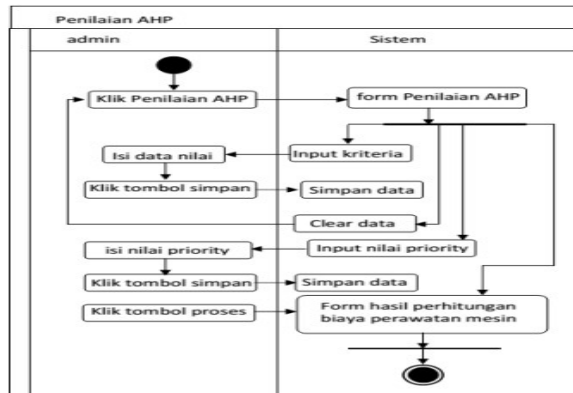 Penilaian AHP
admin
Sistem
Klik Penilaian AHP
form Penilaian AHP
Isi data nilai
Input kriteria
Klik tombol simpan
Simpan data
Clear data
isi nilai priority
Input nilai priority
Klik tombol simpan
Simpan data
Klik tombol proses
Form hasil perhitungan
biaya perawatan mesin